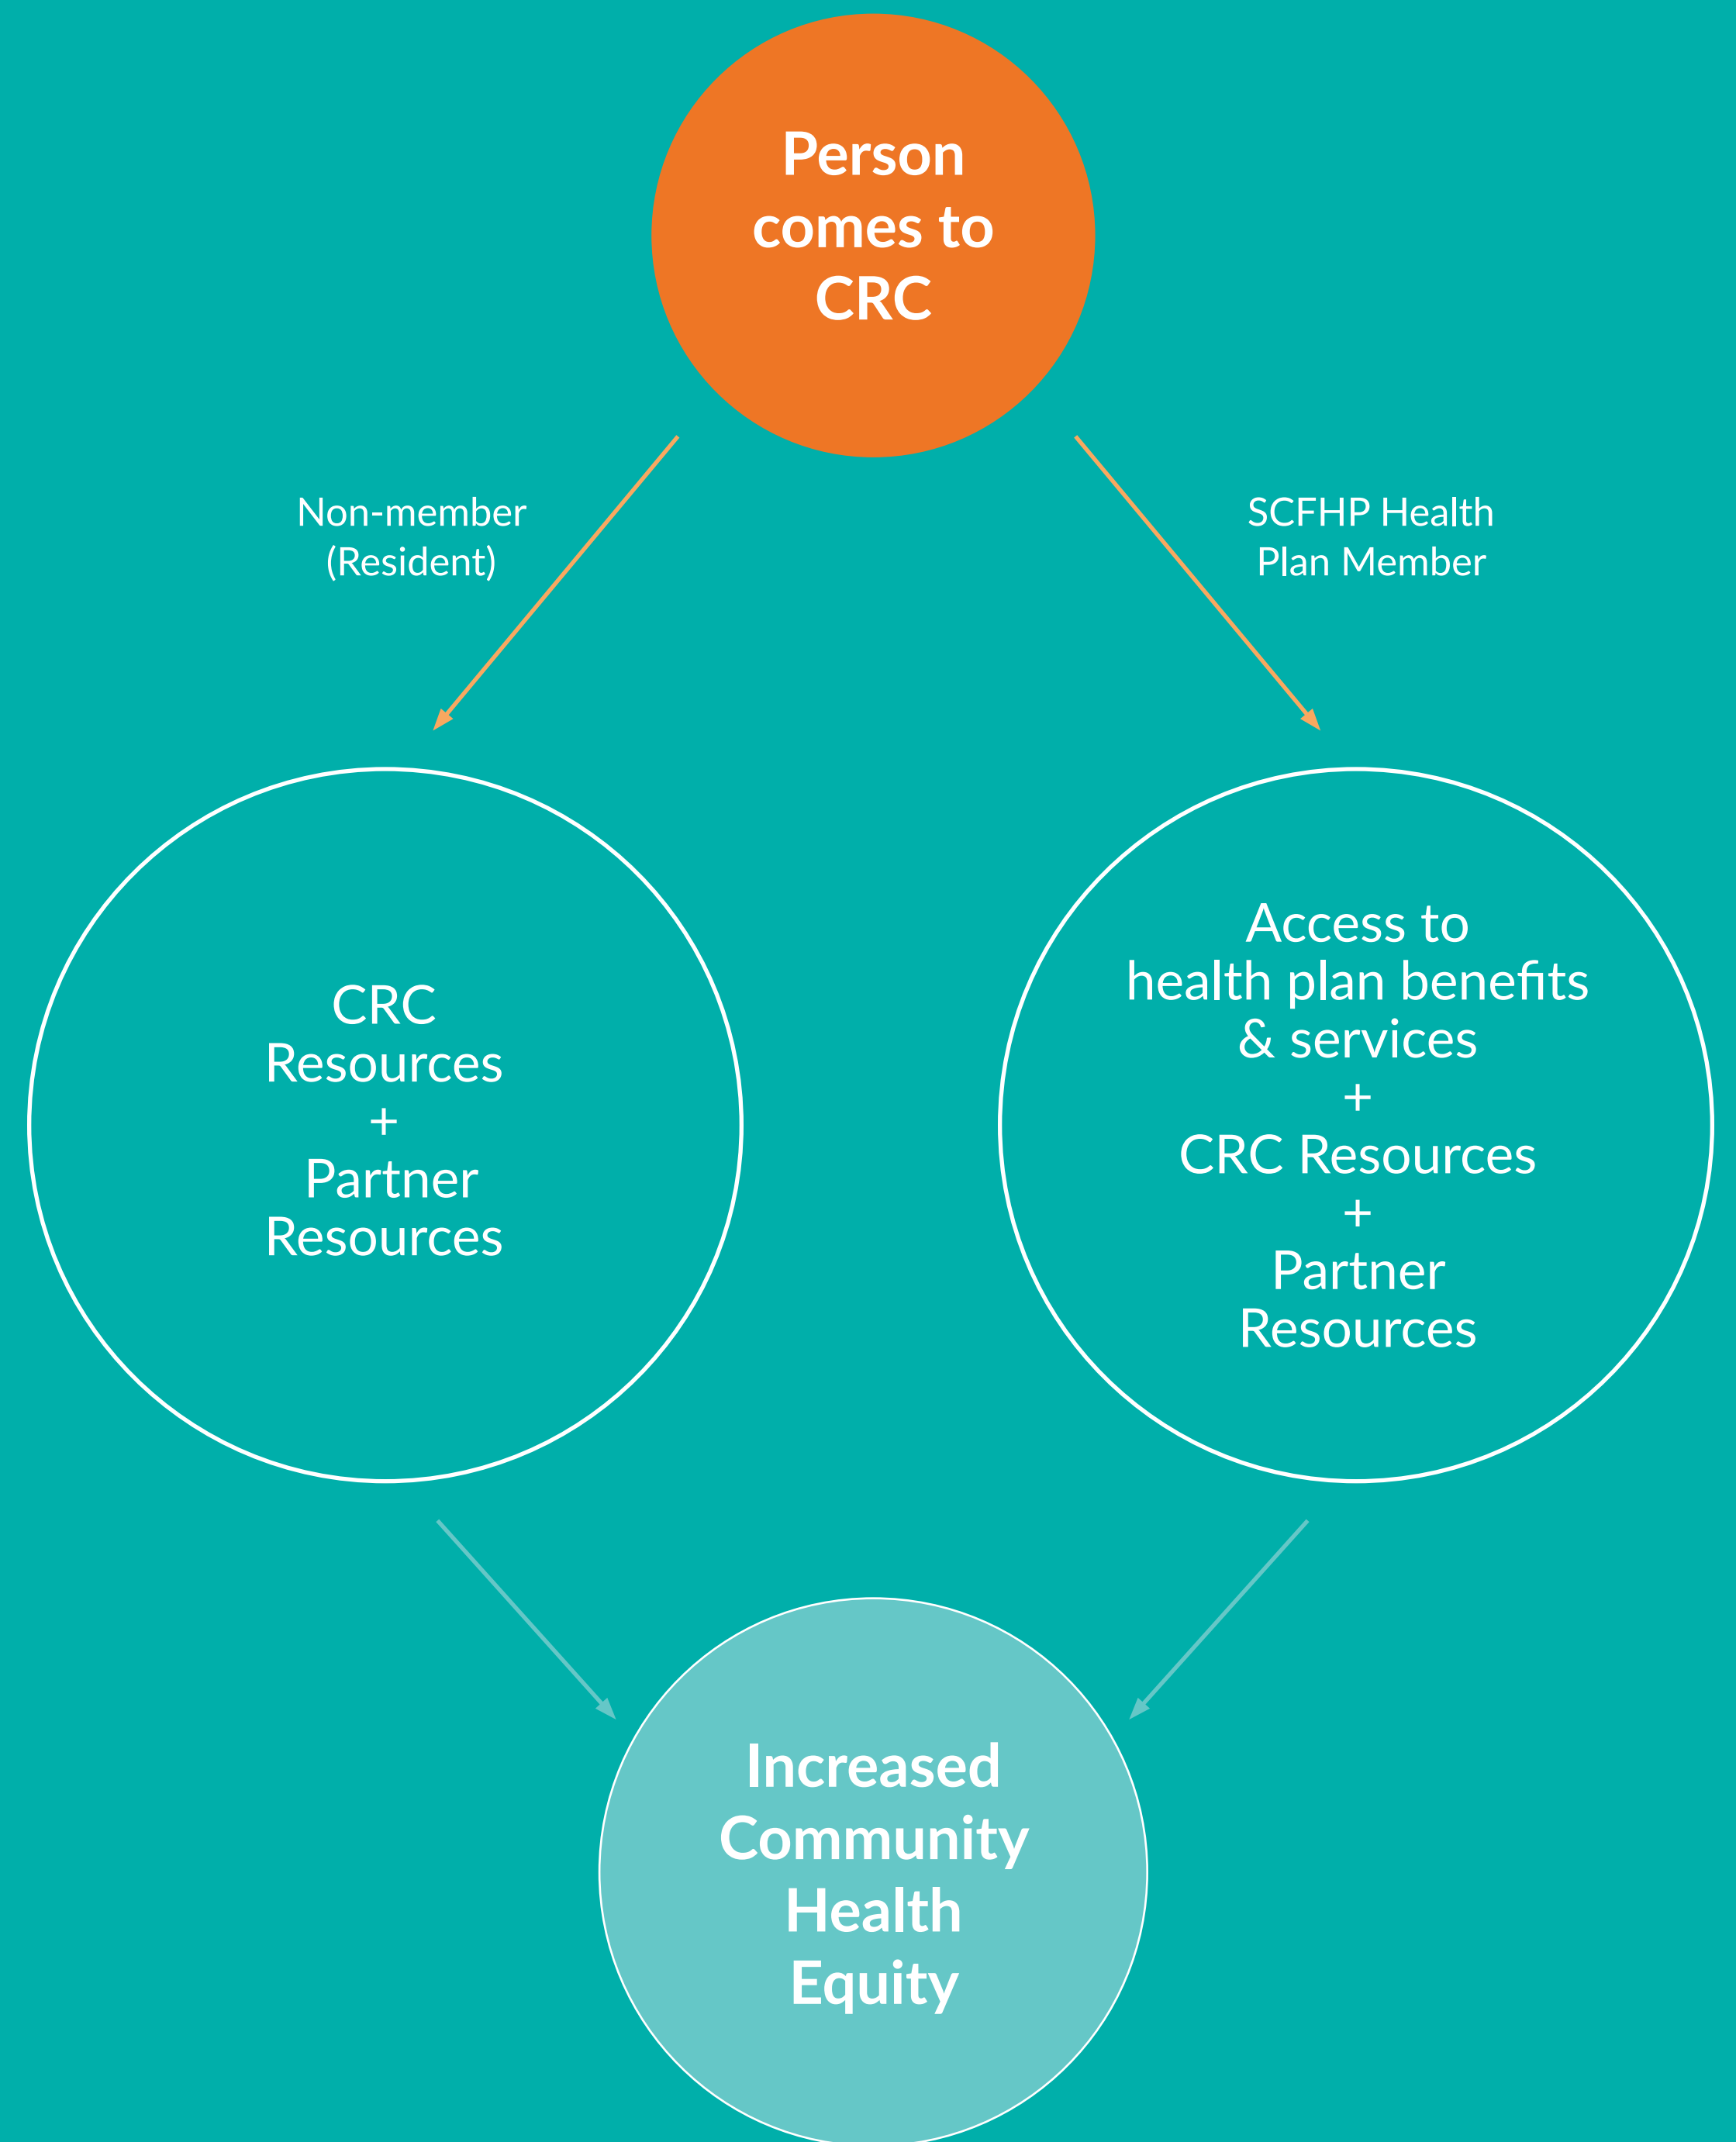 Person
comes to
CRC
Non-member
(Resident)
SCFHP Health
Plan Member
CRC
Resources
+
Partner
Resources
Access to
health plan benefits
& services
+
CRC Resources
+
Partner
Resources
Increased
Community
Health
Equity